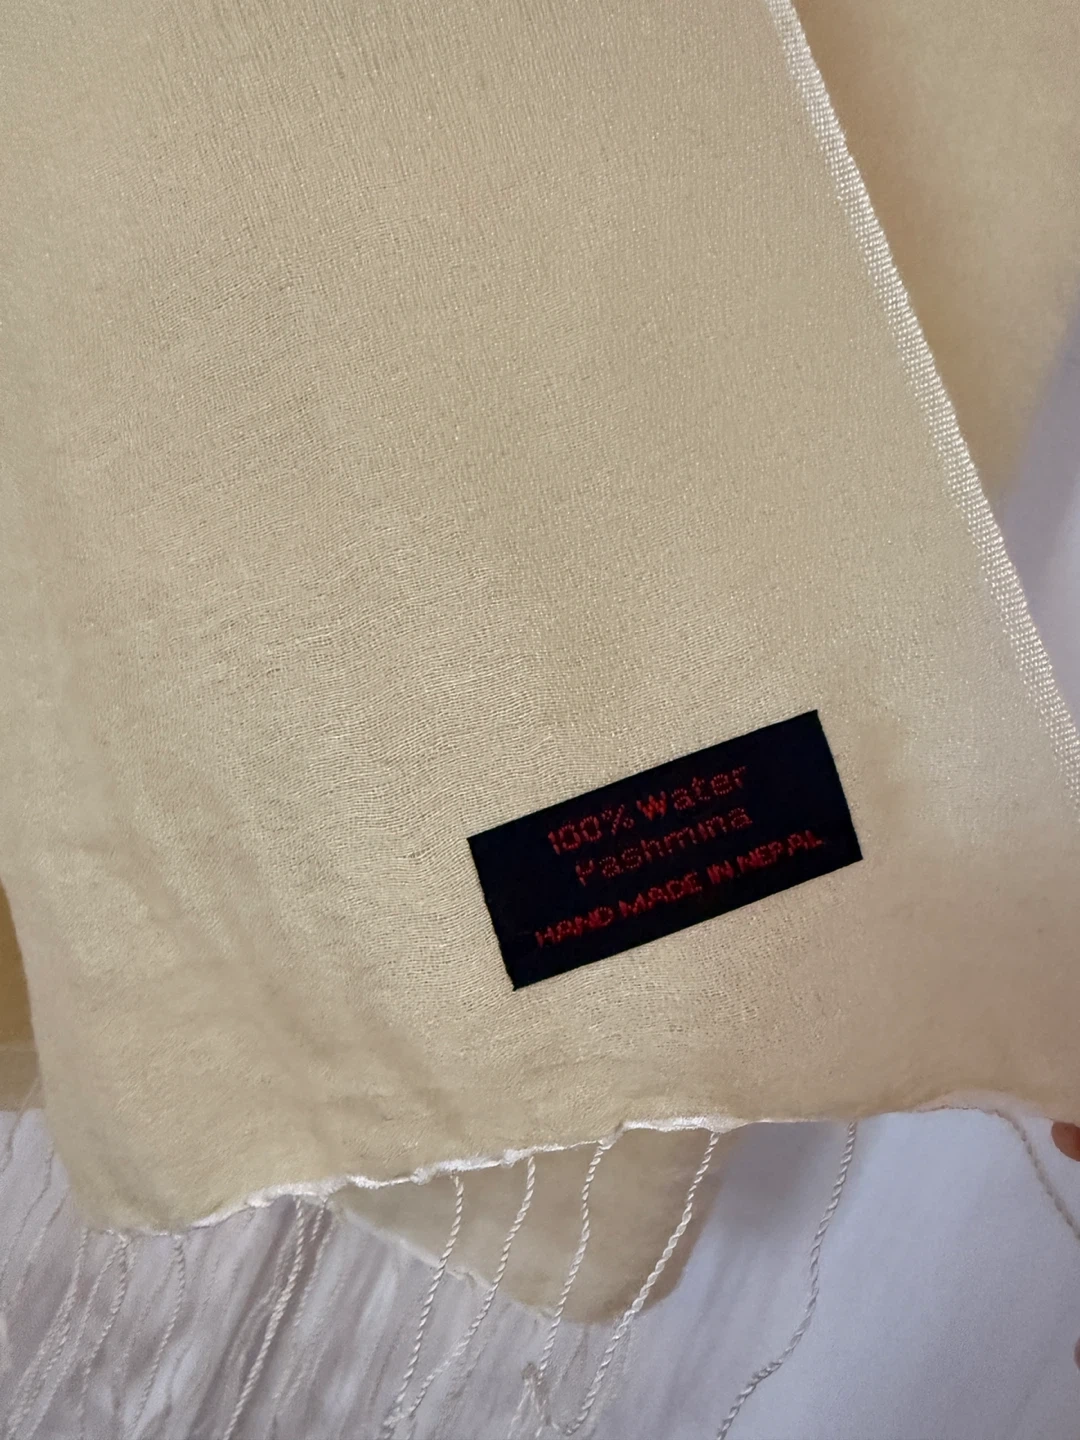 100% Water
Pashmina
HAND MADE IN NEPAL